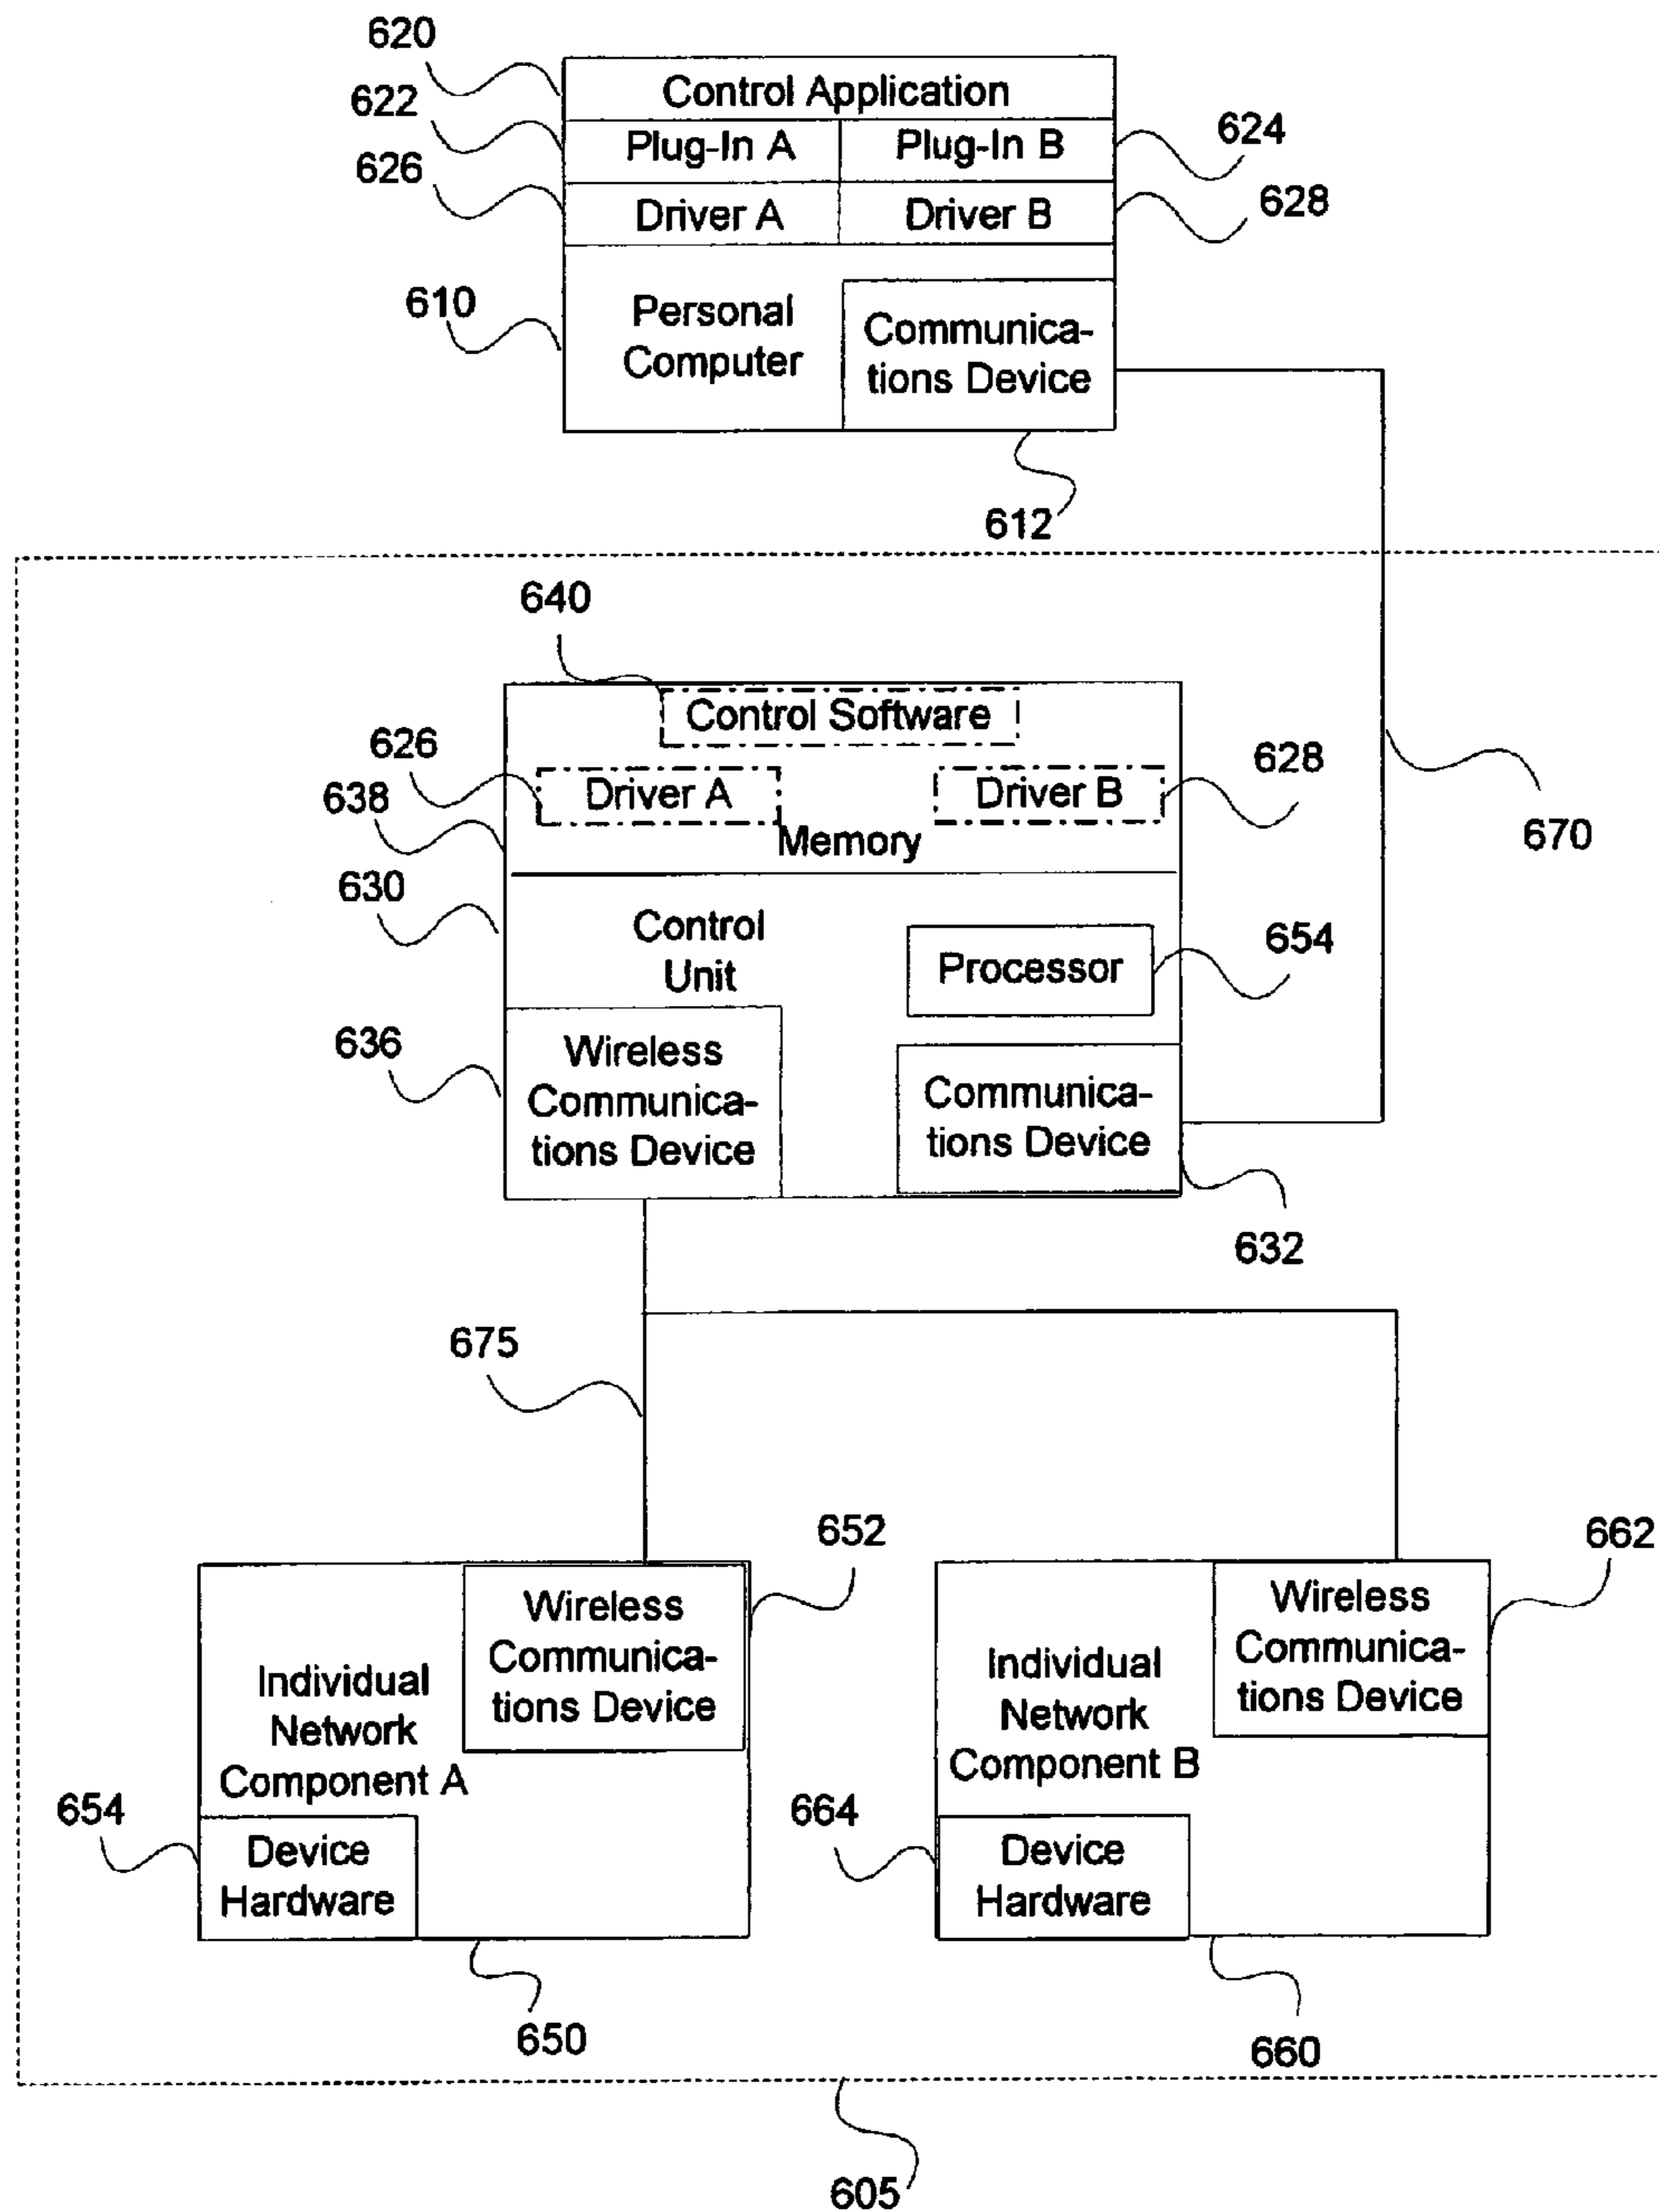 620
Control Application
622
Plug-In A
Plug-In B
624
626
Driver A
Driver B
628
610
Personal
Computer
Communica-
tions Device
612
640
Control Software
626
Driver A
Driver B
628
638
Memory
670
630
Control
Unit
Processor
654
636
Wireless
Communica-
tions Device
Communica-
tions Device
632
675
652
662
Wireless
Communica-
tions Device
Individual
Network
Component A
654
Device
Hardware
650
Wireless
Communica-
tions Device
Individual
Network
Component B
664
Device
Hardware
660
605